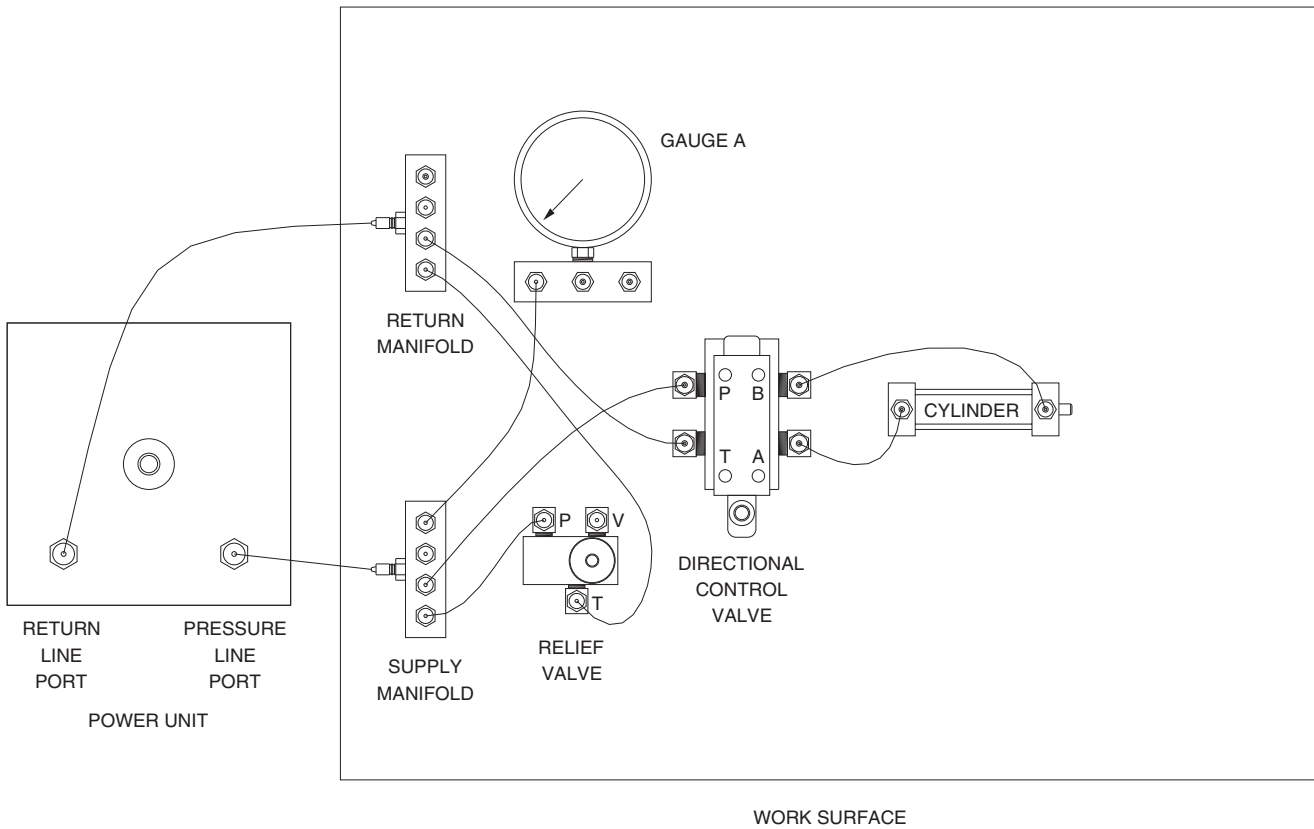 GAUGE A
RETURN
MANIFOLD
P B
T A
CYLINDER
P V
T
DIRECTIONAL
CONTROL
VALVE
RELIEF
VALVE
SUPPLY
MANIFOLD
RETURN
LINE
PORT
PRESSURE
LINE
PORT
POWER UNIT
WORK SURFACE